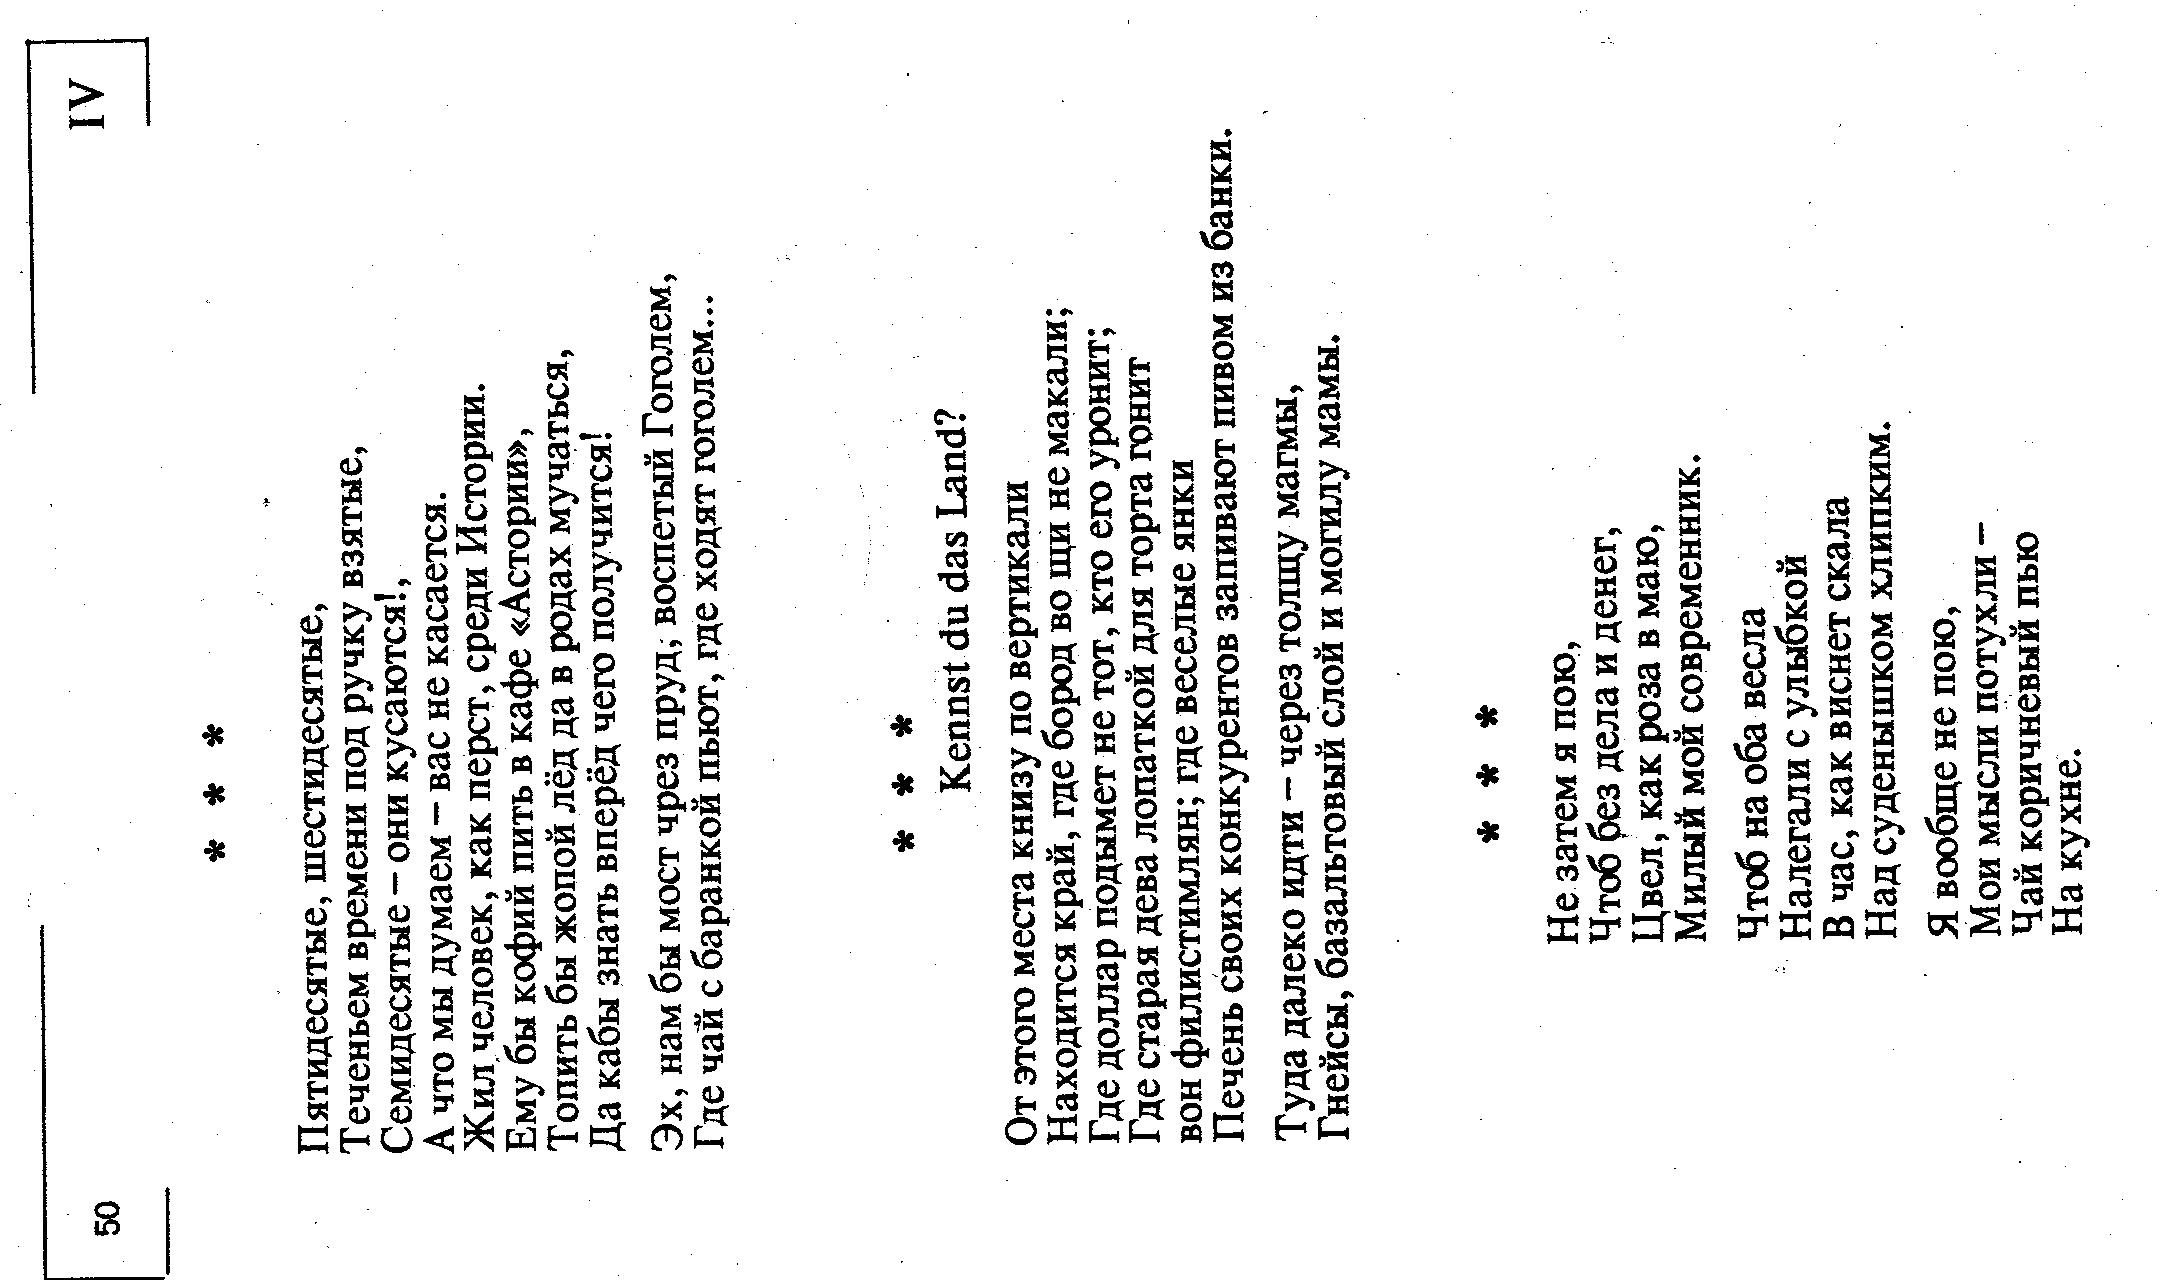 50
IV
* * *
Пятидесятые, шестидесятые,
Теченьем времени под ручку взятые,
Семидесятые – они кусаются!,
А что мы думаем – вас не касается.
Жил человек, как перст, среди Истории.
Ему бы кофий пить в кафе «Астории»,
Топить бы жопой лёд да в родах мучаться,
Да кабы знать вперёд чего получится!
Эх, нам бы мост чрез пруд, воспетый Гоголем,
Где чай с баранкой пьют, где ходят гоголем...
* * *
Kennst du das Land?
От этого места книзу по вертикали
Находится край, где бород во щи не макали;
Где доллар подымет не тот, кто его уронит;
Где старая дева лопаткой для торта гонит
вон филистимлян; где веселые янки
Печень своих конкурентов запивают пивом из банки.
Туда далеко идти – через толщу магмы,
Гнейсы, базальтовый слой и могилу мамы.
* * *
Не затем я пою,
Чтоб без дела и денег,
Цвел, как роза в маю,
Милый мой современник.
Чтоб на оба весла
Налегали с улыбкой
В час, как виснет скала
Над суденышком хлипким.
Я вообще не пою,
Мои мысли потухли –
Чай коричневый пью
На кухне.